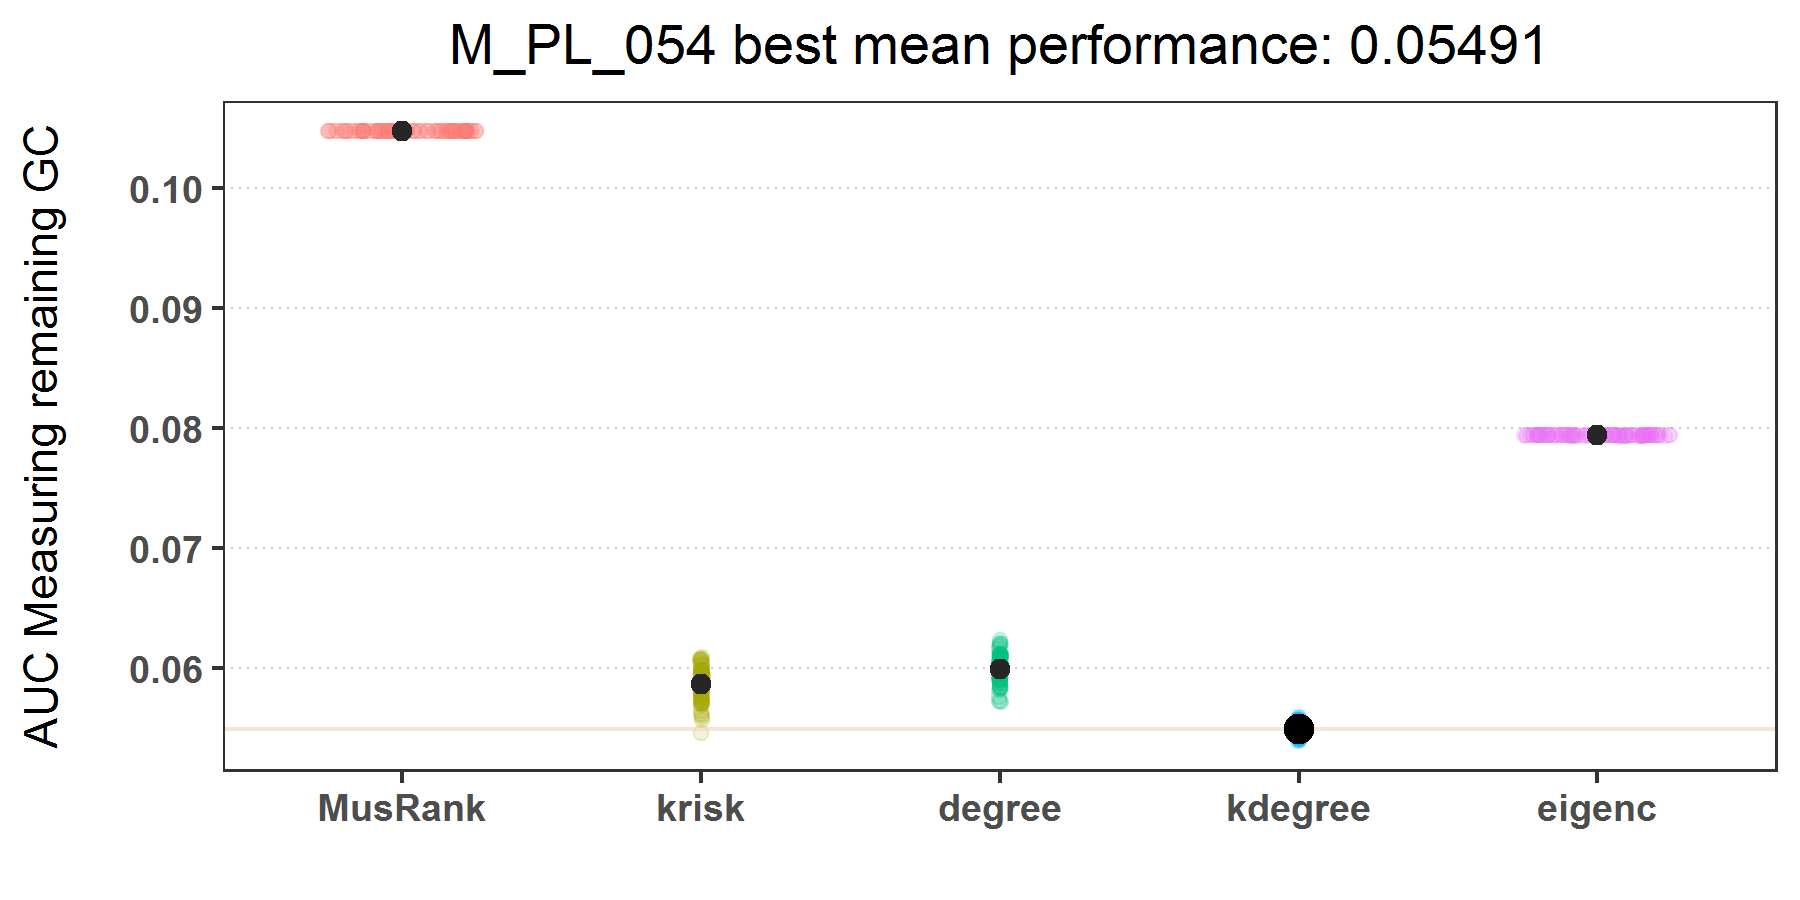 M_PL_054 best mean performance: 0.05491
AUC Measuring remaining GC
0.10
0.09
0.08
0.07
0.06
MusRank krisk degree kdegree eigenc